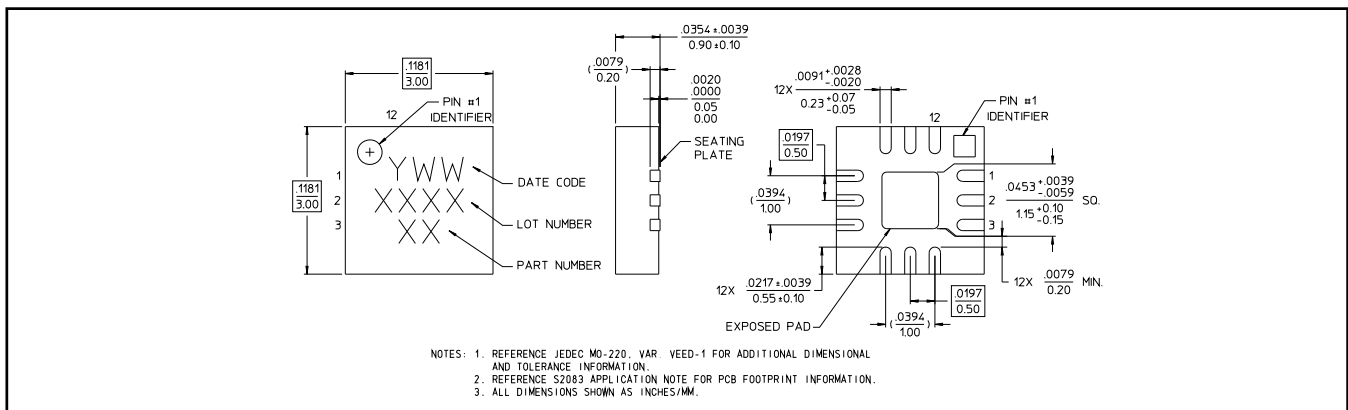 .1181
3.00
12
PIN #1
IDENTIFIER
.1181
3.00
1
2
3
YWW
XXXX
XX
DATE CODE
LOT NUMBER
PART NUMBER
.0354±.0039
0.90±0.10
(.0079
0.20)
.0020
.0000
0.05
0.00
SEATING
PLATE
12X .0091 +.0028
-.0020
0.23 +0.07
-0.05
12
PIN #1
IDENTIFIER
.0197
0.50
(.0394
1.00)
1
2
3
.0453 +.0039
-.0059 SQ.
1.15 +0.10
-0.15
12X .0217±.0039
0.55±0.10
12X .0079 MIN.
0.20
.0197
0.50
EXPOSED PAD
(.0394
1.00)
NOTES: 1. REFERENCE JEDEC MO-220, VAR. VEED-1 FOR ADDITIONAL DIMENSIONAL
AND TOLERANCE INFORMATION.
2. REFERENCE S2083 APPLICATION NOTE FOR PCB FOOTPRINT INFORMATION.
3. ALL DIMENSIONS SHOWN AS INCHES/MM.